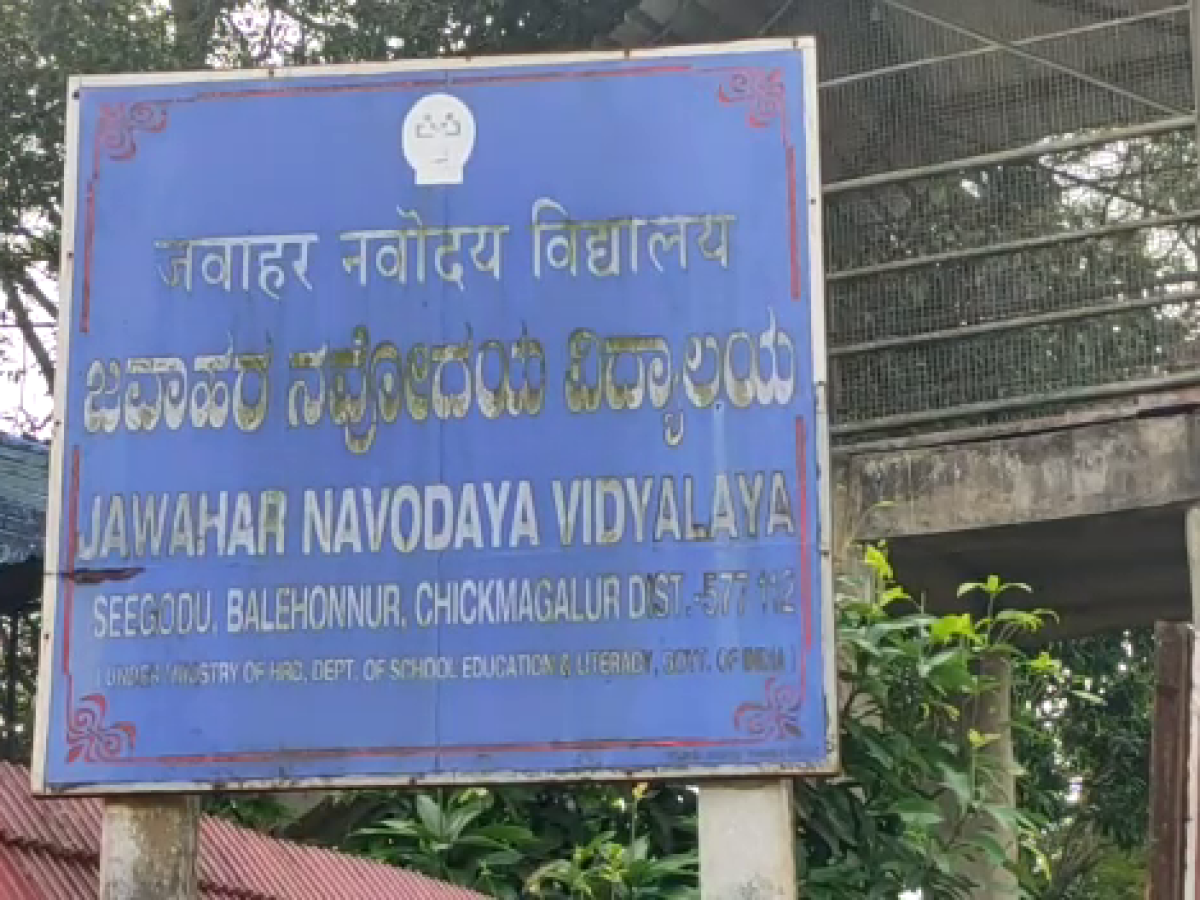 जवाहर नवोदय विद्यालय
ಜವಾಹರ ನವೋದಯ ವಿದ್ಯಾಲಯ
JAWAHAR NAVODAYA VIDYALAYA
SEEGODU, BALEHONNUR, CHICKMAGALUR DIST.-577 112
( UNDER MINISTRY OF HRD, DEPT. OF SCHOOL EDUCATION & LITERACY, GOVT. OF INDIA )